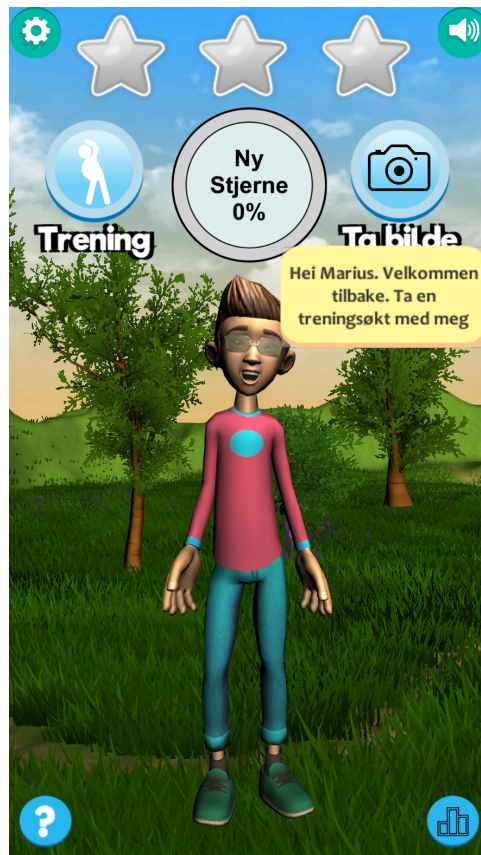 Ny
Stjerne
0%
Trening
Ta bilde
Hei Marius. Velkommen
tilbake. Ta en
treningsøkt med meg
?